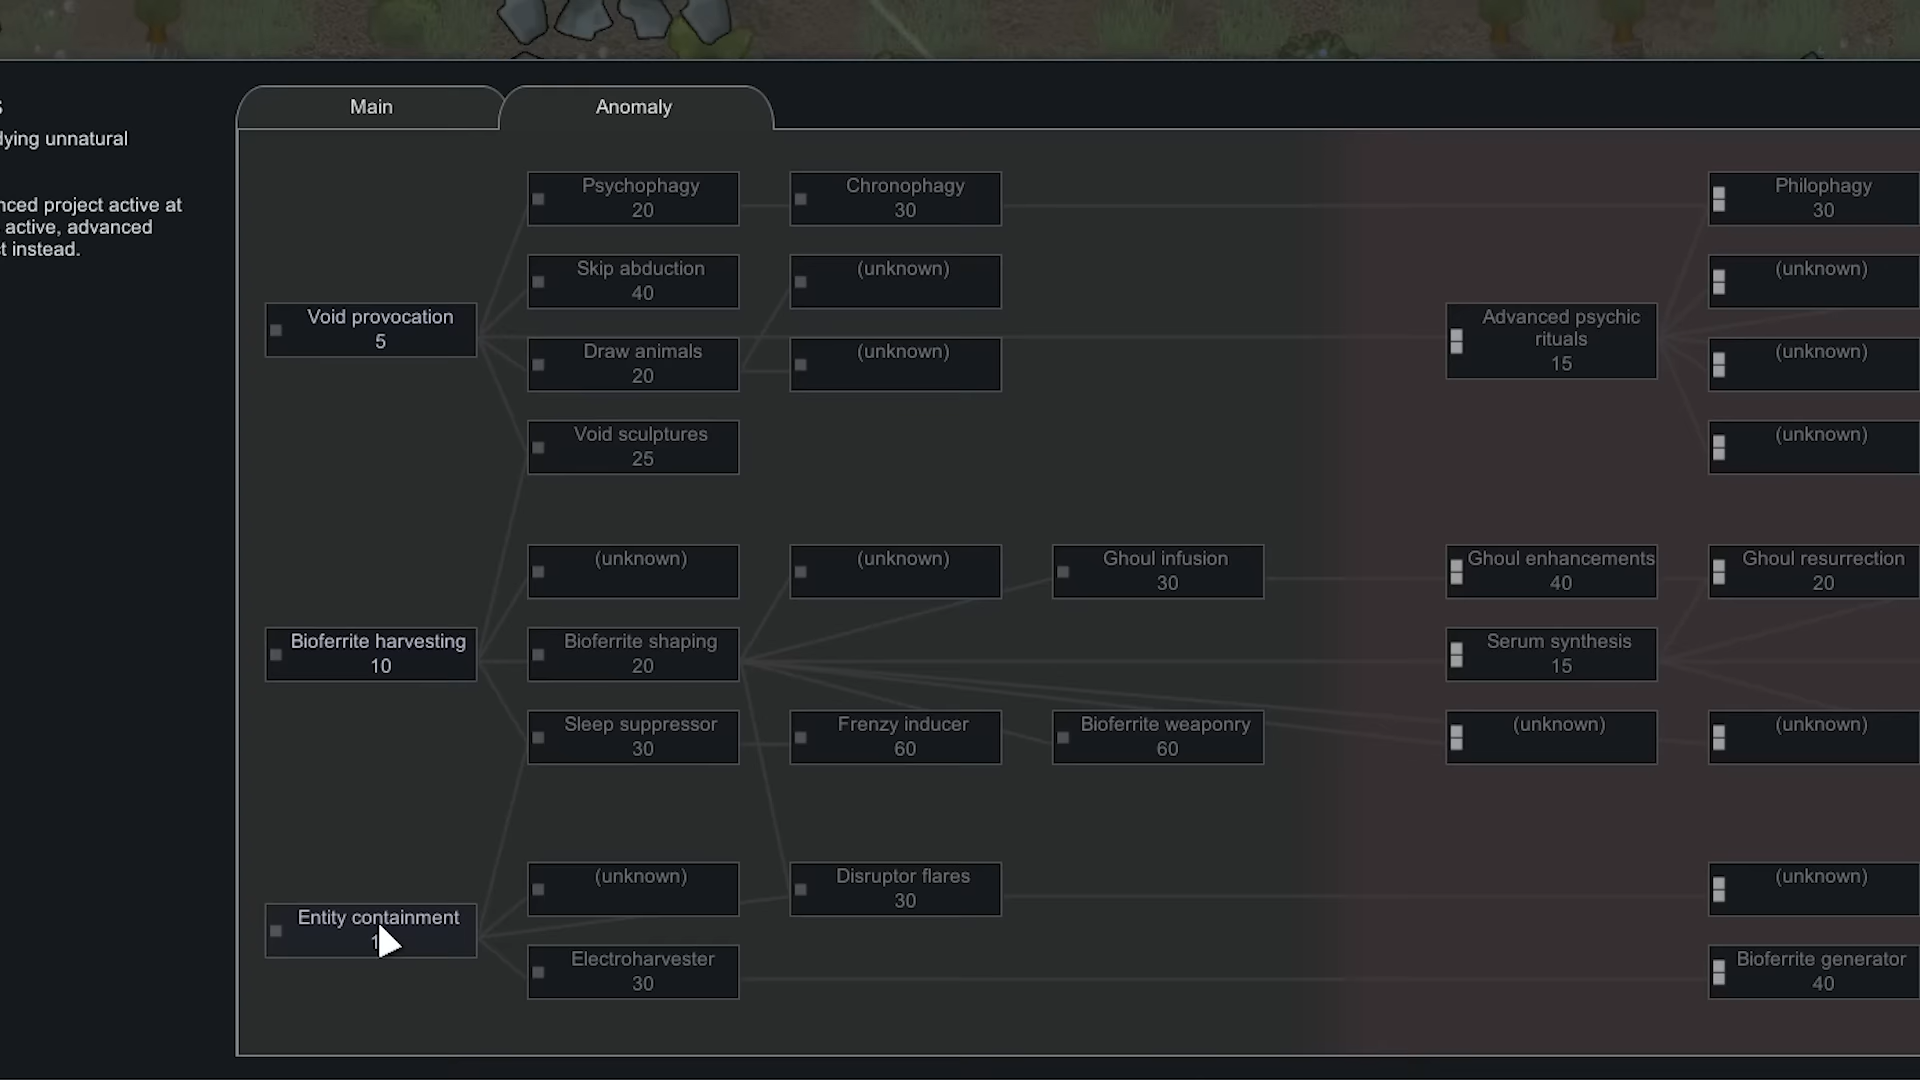 Main
Anomaly
dying unnatural
nced project active at
active, advanced
t instead.
Psychophagy
20
Chronophagy
30
Philophagy
30
Skip abduction
40
(unknown)
(unknown)
Void provocation
5
Advanced psychic
rituals
15
Draw animals
20
(unknown)
(unknown)
Void sculptures
25
(unknown)
(unknown)
(unknown)
Ghoul infusion
30
Ghoul enhancements
40
Ghoul resurrection
20
Bioferrite harvesting
10
Bioferrite shaping
20
Serum synthesis
15
Sleep suppressor
30
Frenzy inducer
60
Bioferrite weaponry
60
(unknown)
(unknown)
(unknown)
Disruptor flares
30
(unknown)
Entity containment
Electroharvester
30
Bioferrite generator
40